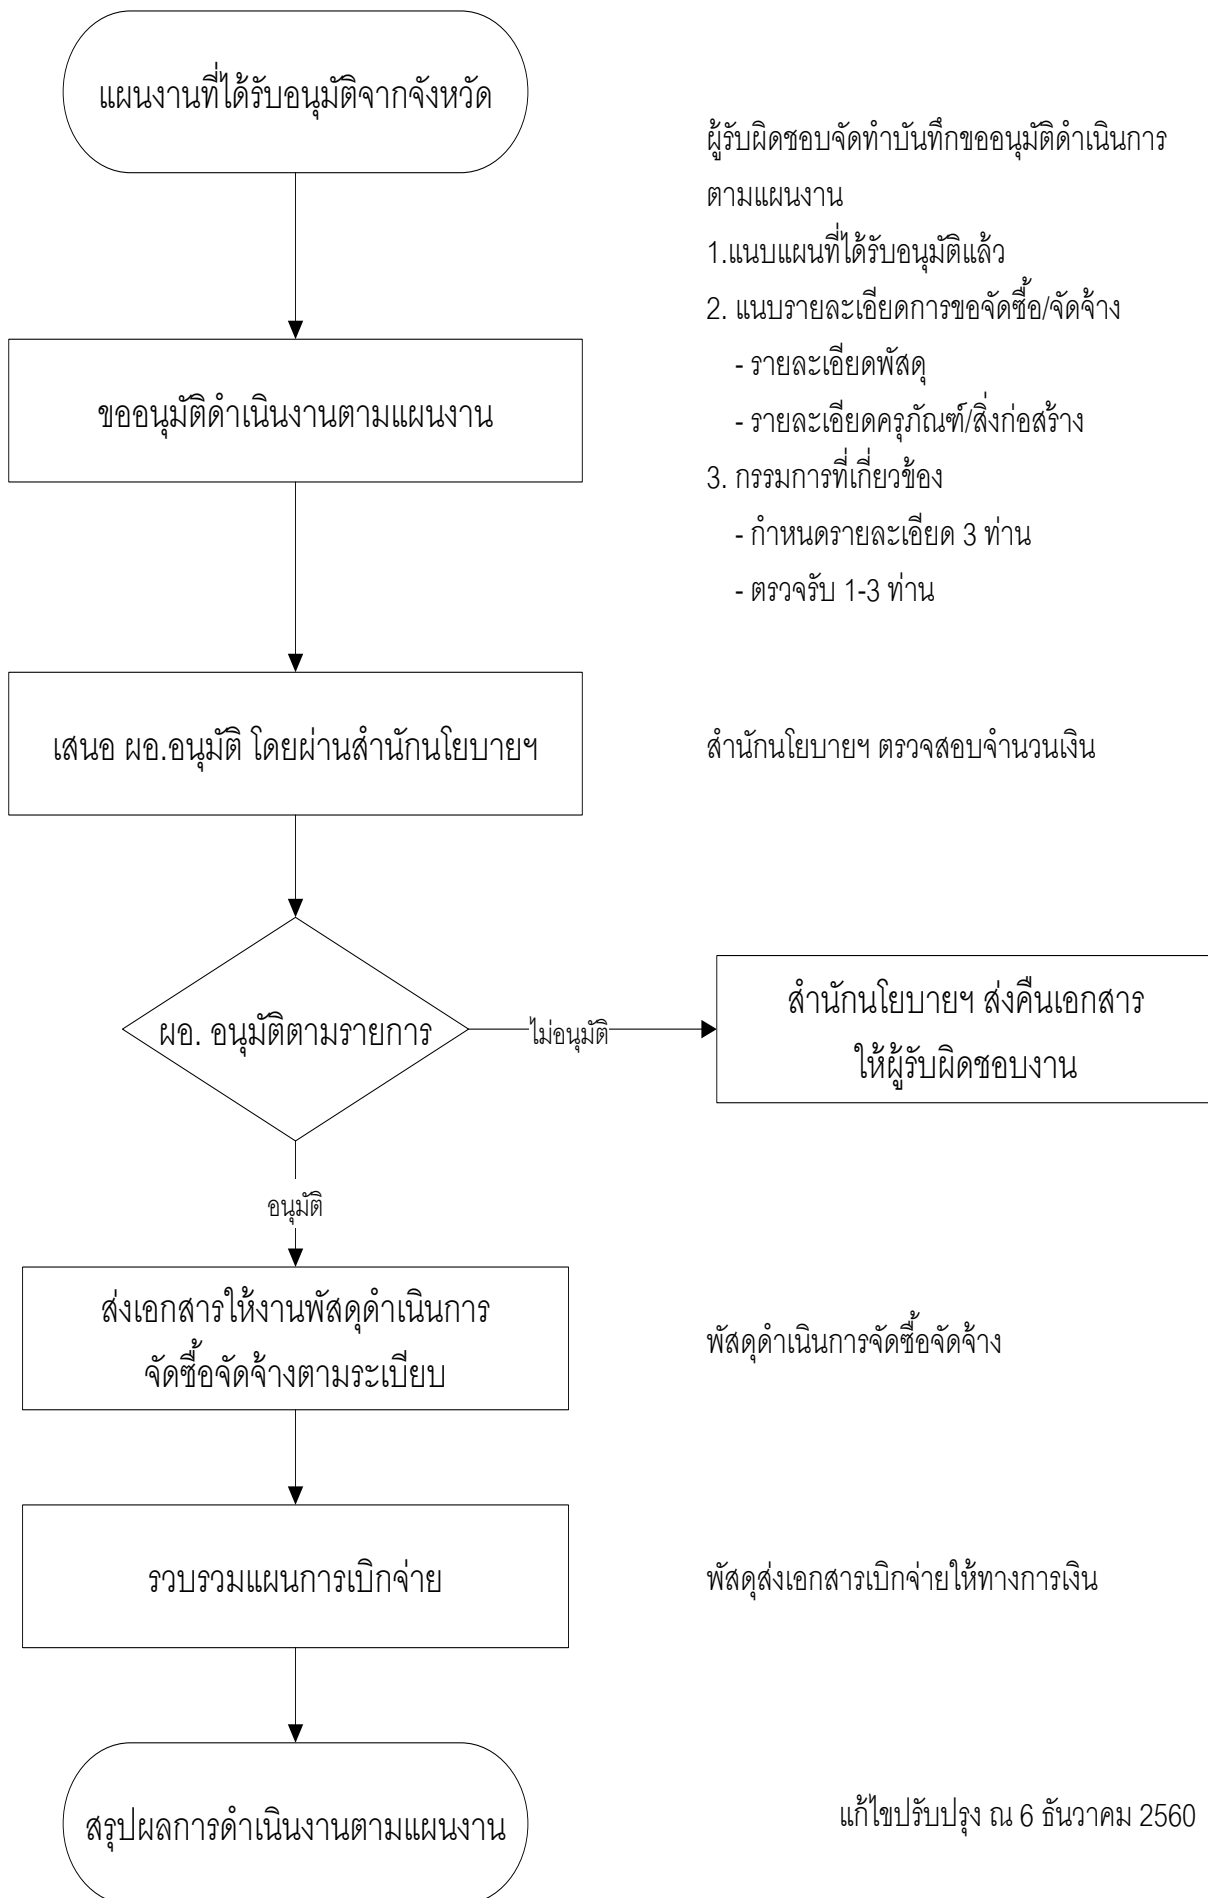 แผนงานที่ได้รับอนุมัติจากจังหวัด
ผู้รับผิดชอบจัดทำบันทึกขออนุมัติดำเนินการ
ตามแผนงาน
1.แนบแผนที่ได้รับอนุมัติแล้ว
2. แนบรายละเอียดการขอจัดซื้อ/จัดจ้าง
- รายละเอียดพัสดุ
- รายละเอียดครุภัณฑ์/สิ่งก่อสร้าง
3. กรรมการที่เกี่ยวข้อง
- กำหนดรายละเอียด 3 ท่าน
- ตรวจรับ 1-3 ท่าน
ขออนุมัติดำเนินงานตามแผนงาน
เสนอ ผอ.อนุมัติ โดยผ่านสำนักนโยบายฯ
สำนักนโยบายฯ ตรวจสอบจำนวนเงิน
ผอ. อนุมัติตามรายการ
ไม่อนุมัติ
สำนักนโยบายฯ ส่งคืนเอกสาร
ให้ผู้รับผิดชอบงาน
อนุมัติ
ส่งเอกสารให้งานพัสดุดำเนินการ
จัดซื้อจัดจ้างตามระเบียบ
พัสดุดำเนินการจัดซื้อจัดจ้าง
รวบรวมแผนการเบิกจ่าย
พัสดุส่งเอกสารเบิกจ่ายให้ทางการเงิน
สรุปผลการดำเนินงานตามแผนงาน
แก้ไขปรับปรุง ณ 6 ธันวาคม 2560